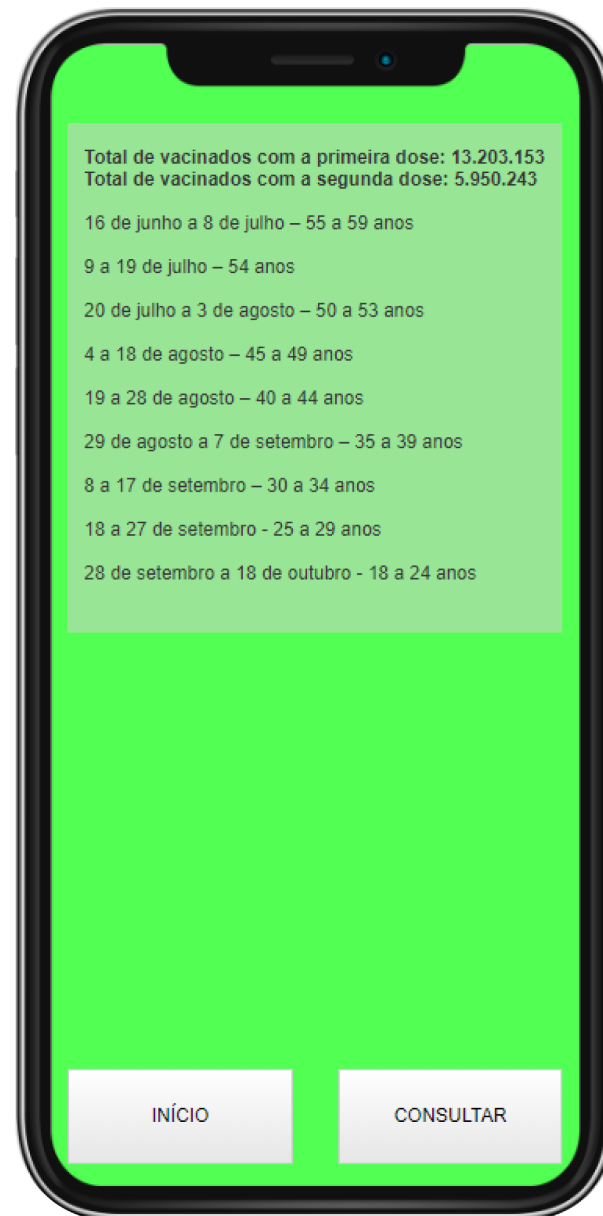 Total de vacinados com a primeira dose: 13.203.153
Total de vacinados com a segunda dose: 5.950.243
16 de junho a 8 de julho – 55 a 59 anos
9 a 19 de julho – 54 anos
20 de julho a 3 de agosto – 50 a 53 anos
4 a 18 de agosto – 45 a 49 anos
19 a 28 de agosto – 40 a 44 anos
29 de agosto a 7 de setembro – 35 a 39 anos
8 a 17 de setembro – 30 a 34 anos
18 a 27 de setembro - 25 a 29 anos
28 de setembro a 18 de outubro - 18 a 24 anos
INÍCIO
CONSULTAR